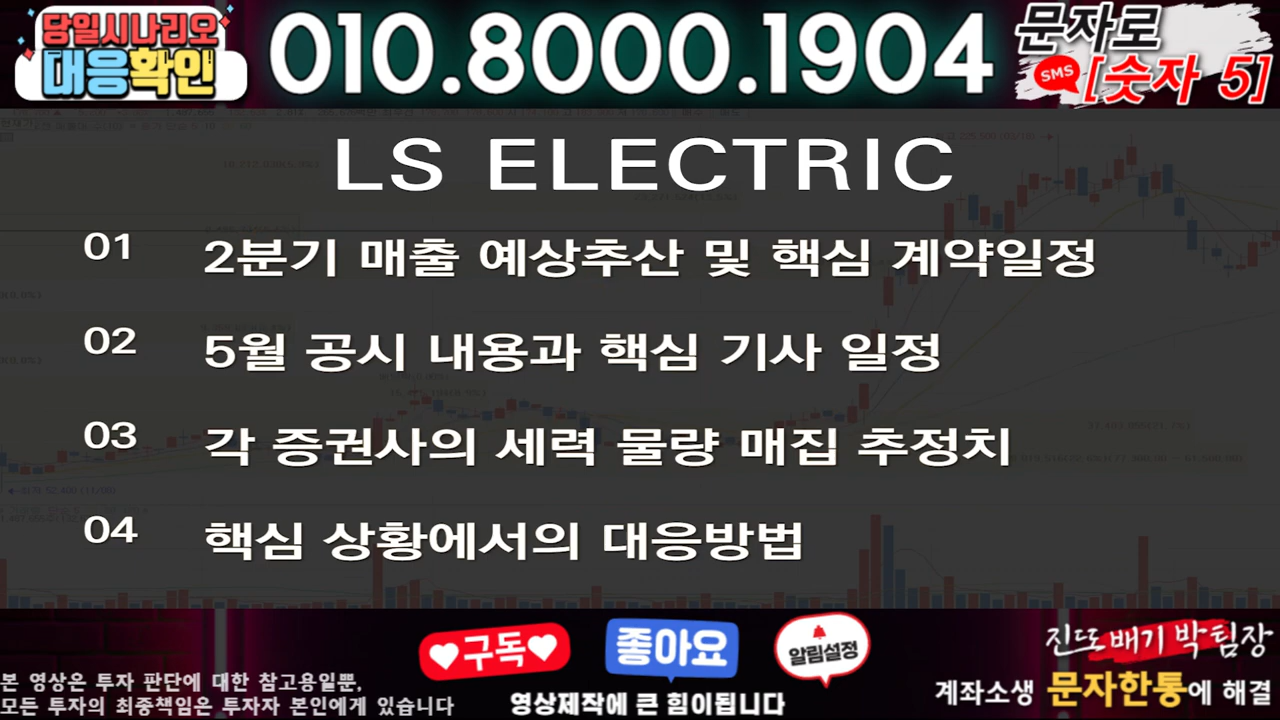 당일시나리오
대응확인
010.8000.1904
문자로
SMS [숫자 5]
LS ELECTRIC
01 2분기 매출 예상추산 및 핵심 계약일정
02 5월 공시 내용과 핵심 기사 일정
03 각 증권사의 세력 물량 매집 추정치
04 핵심 상황에서의 대응방법
구독 좋아요 알림설정
영상제작에 큰 힘이됩니다
본 영상은 투자 판단에 대한 참고용일뿐,
모든 투자의 최종책임은 투자자 본인에게 있습니다
진또배기 박팀장
계좌소생 문자한통에 해결